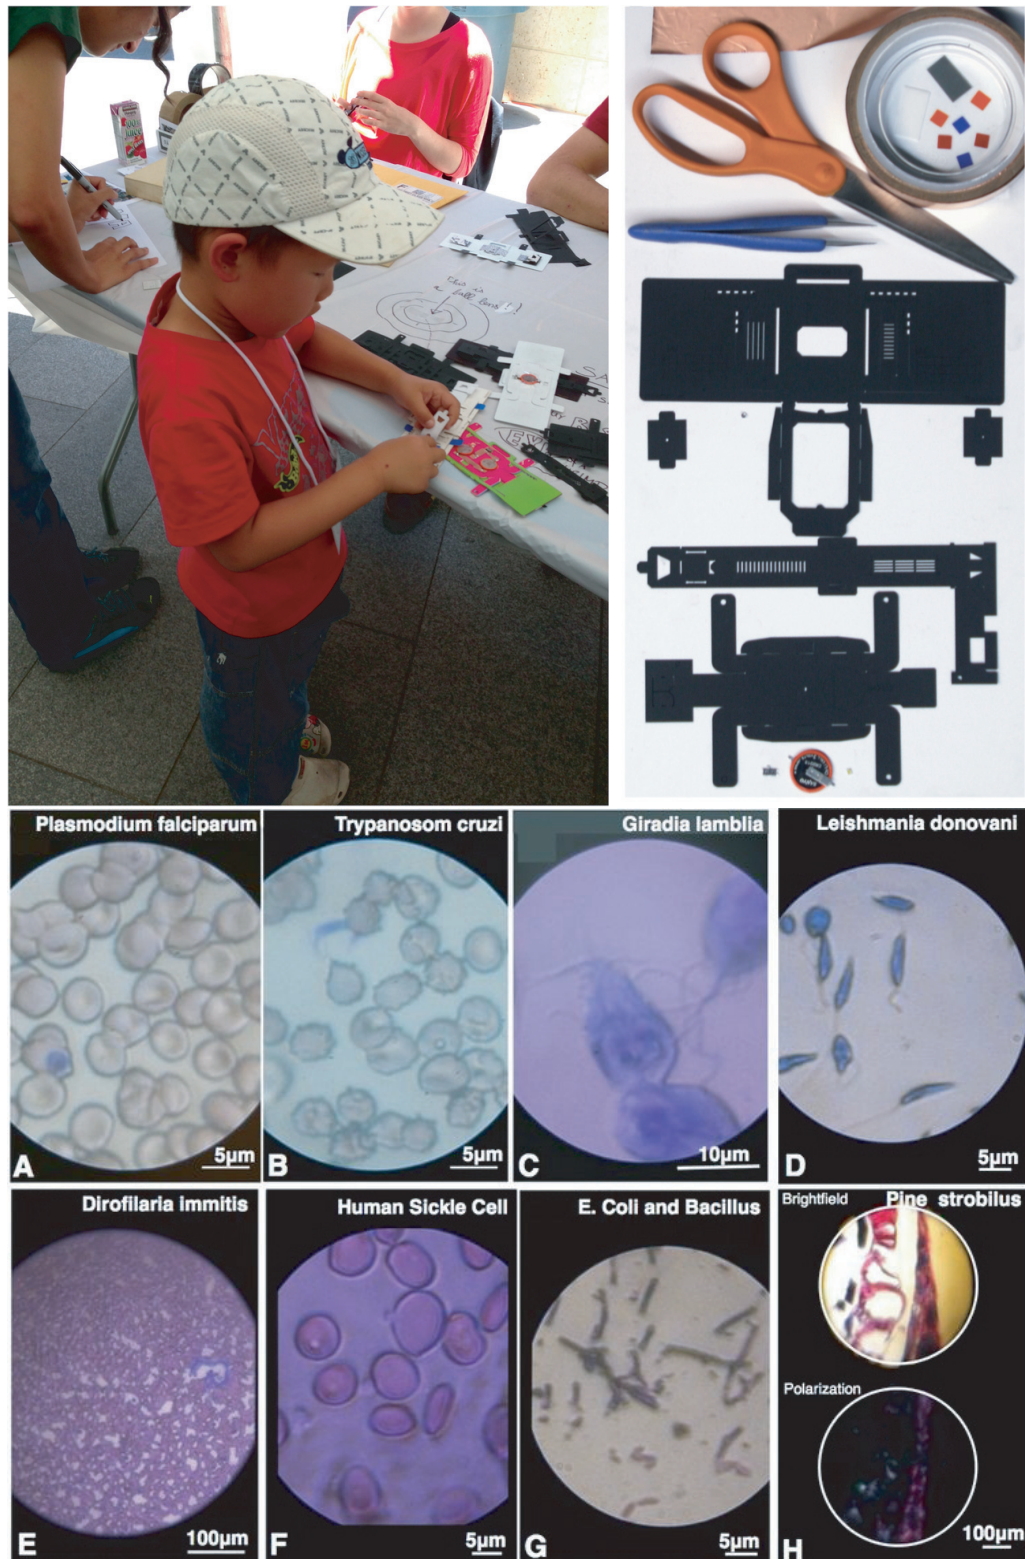 This is
a ball lens!
Plasmodium falciparum
A
5µm
Trypanosom cruzi
B
5µm
Giradia lamblia
C
10µm
Leishmania donovani
D
5µm
Dirofilaria immitis
E
100µm
Human Sickle Cell
F
5µm
E. Coli and Bacillus
G
5µm
Brightfield
Pine strobilus
Polarization
H
100µm